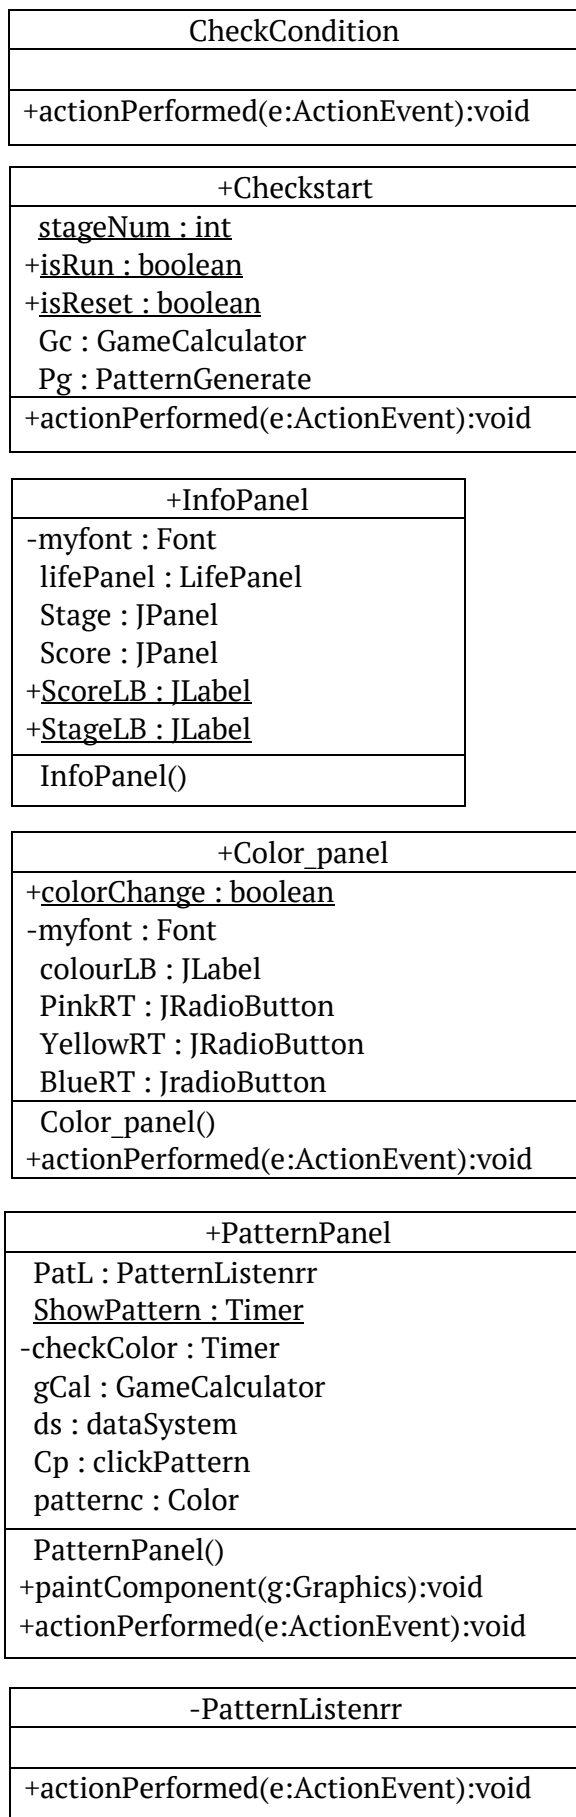 CheckCondition
+actionPerformed(e:ActionEvent):void
+Checkstart
stageNum : int
+isRun : boolean
+isReset : boolean
Gc : GameCalculator
Pg : PatternGenerate
+actionPerformed(e:ActionEvent):void
+InfoPanel
-myfont : Font
lifePanel : LifePanel
Stage : JPanel
Score : JPanel
+ScoreLB : JLabel
+StageLB : JLabel
InfoPanel()
+Color_panel
+colorChange : boolean
-myfont : Font
colourLB : JLabel
PinkRT : JRadioButton
YellowRT : JRadioButton
BlueRT : JradioButton
Color_panel()
+actionPerformed(e:ActionEvent):void
+PatternPanel
PatL : PatternListenrr
ShowPattern : Timer
-checkColor : Timer
gCal : GameCalculator
ds : dataSystem
Cp : clickPattern
patternc : Color
PatternPanel()
+paintComponent(g:Graphics):void
+actionPerformed(e:ActionEvent):void
-PatternListenrr
+actionPerformed(e:ActionEvent):void